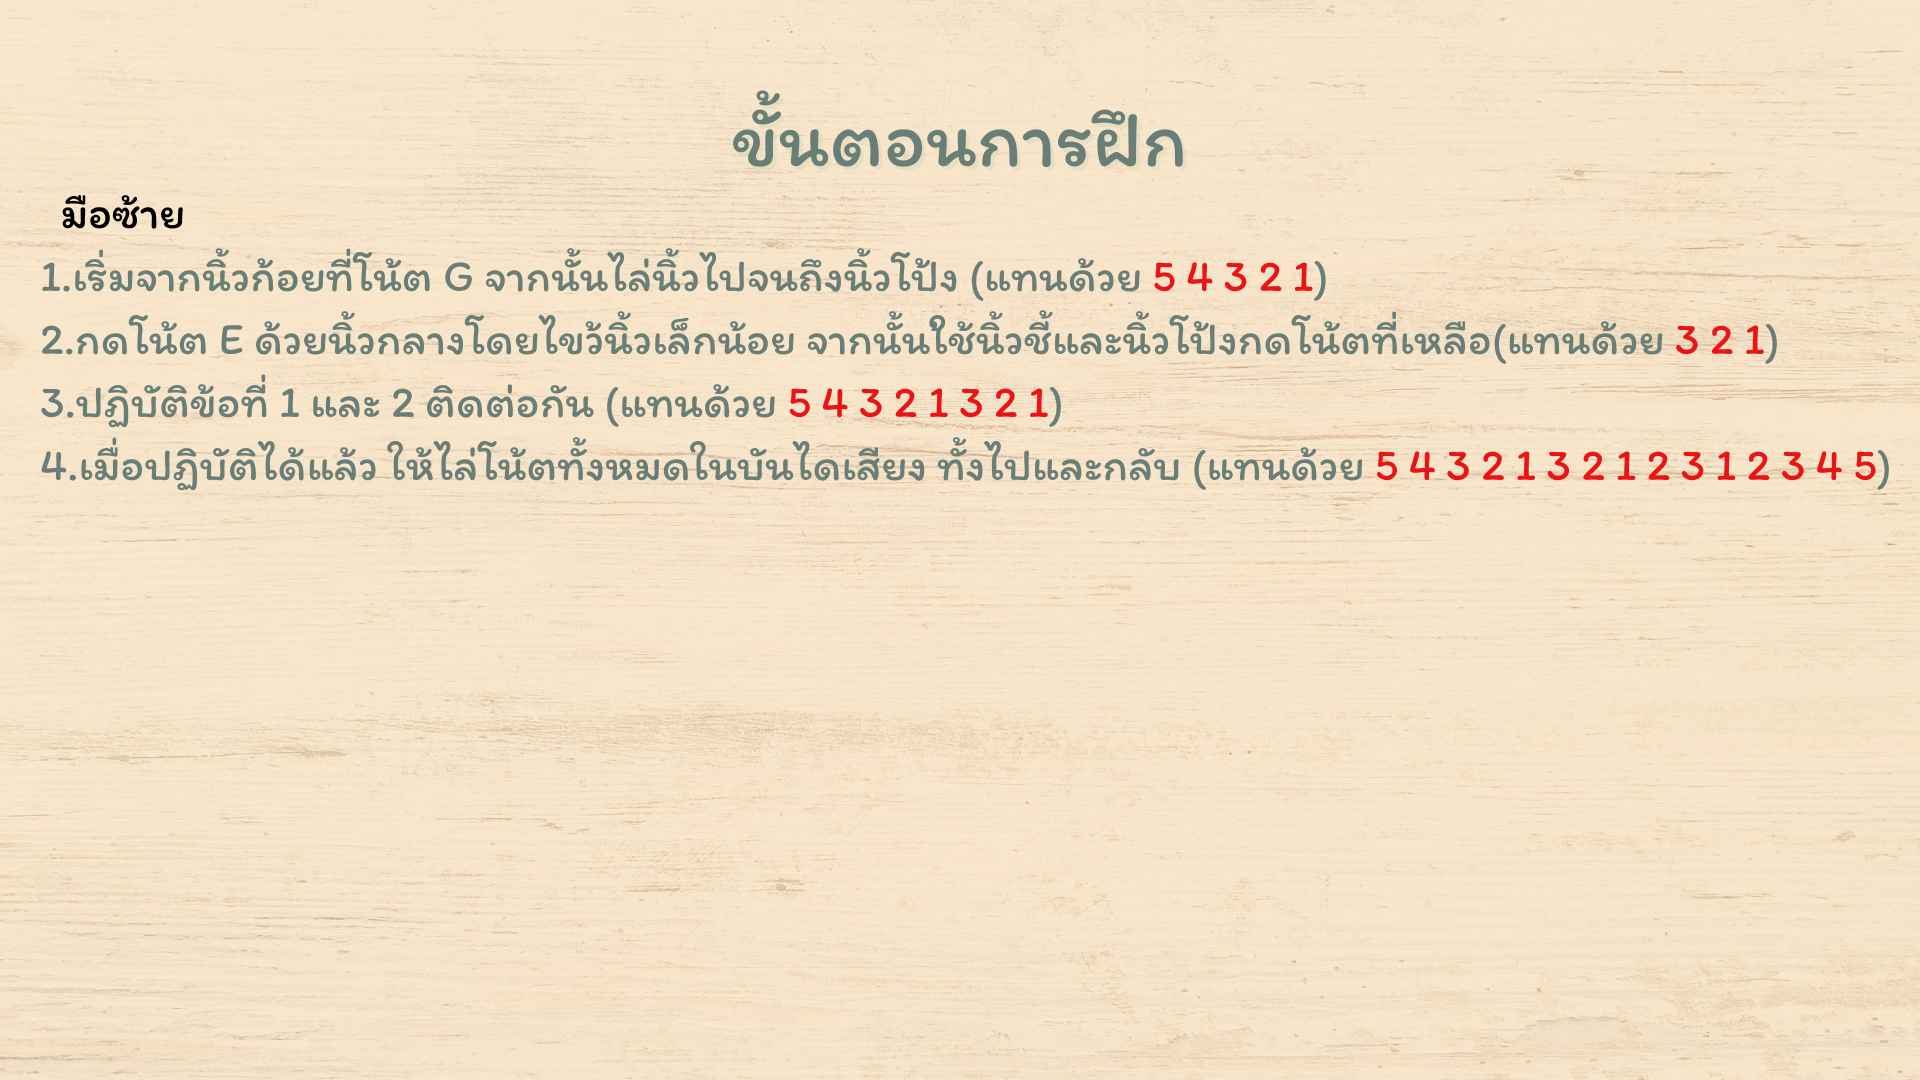 ขั้นตอนการฝึก
มือซ้าย
1.เริ่มจากนิ้วก้อยที่โน้ต G จากนั้นไล่นิ้วไปจนถึงนิ้วโป้ง (แทนด้วย 5 4 3 2 1)
2.กดโน้ต E ด้วยนิ้วกลางโดยไขว้นิ้วเล็กน้อย จากนั้นใช้นิ้วชี้และนิ้วโป้งกดโน้ตที่เหลือ(แทนด้วย 3 2 1)
3.ปฏิบัติข้อที่ 1 และ 2 ติดต่อกัน (แทนด้วย 5 4 3 2 1 3 2 1)
4.เมื่อปฏิบัติได้แล้ว ให้ไล่โน้ตทั้งหมดในบันไดเสียง ทั้งไปและกลับ (แทนด้วย 5 4 3 2 1 3 2 1 2 3 1 2 3 4 5)